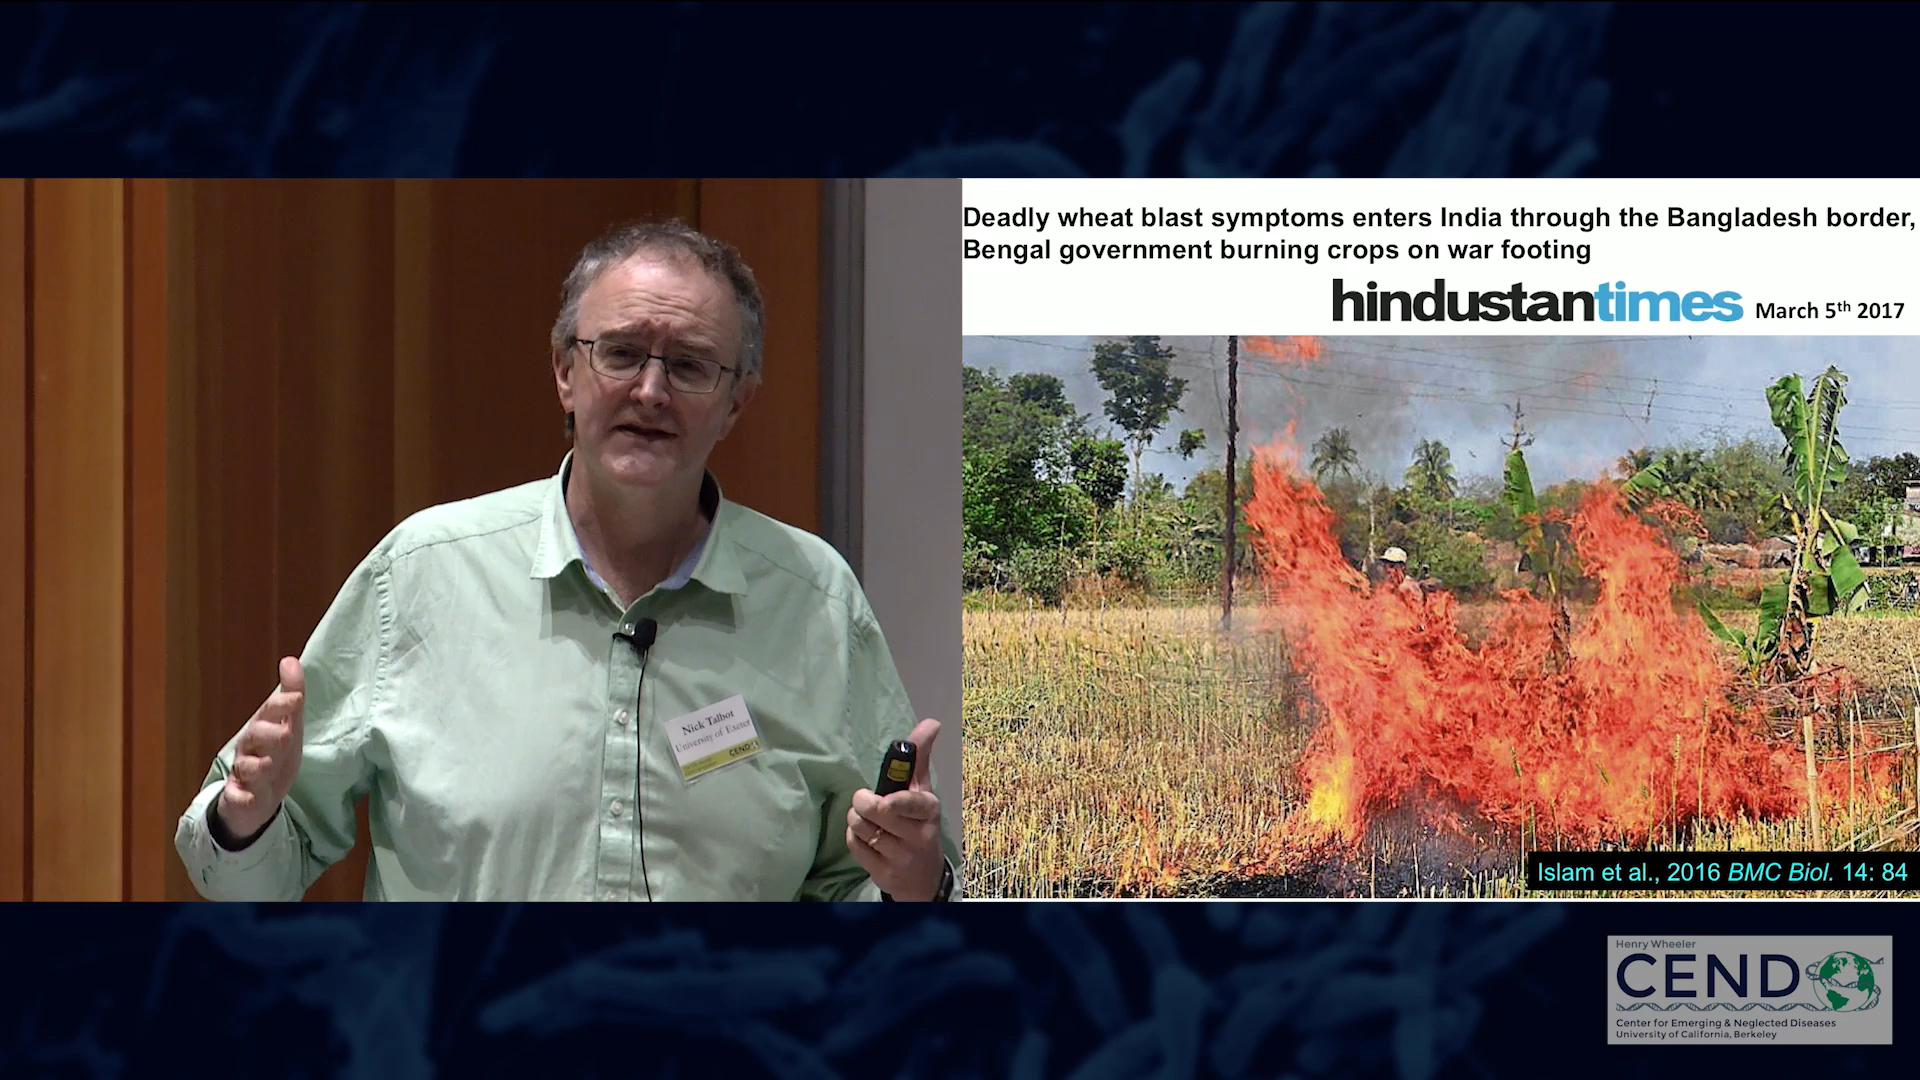 Deadly wheat blast symptoms enters India through the Bangladesh border,
Bengal government burning crops on war footing
hindustantimes March 5th 2017
Nick Talbot
University of Exeter
CEND
Islam et al., 2016 BMC Biol. 14: 84
Henry Wheeler
CEND
Center for Emerging & Neglected Diseases
University of California, Berkeley